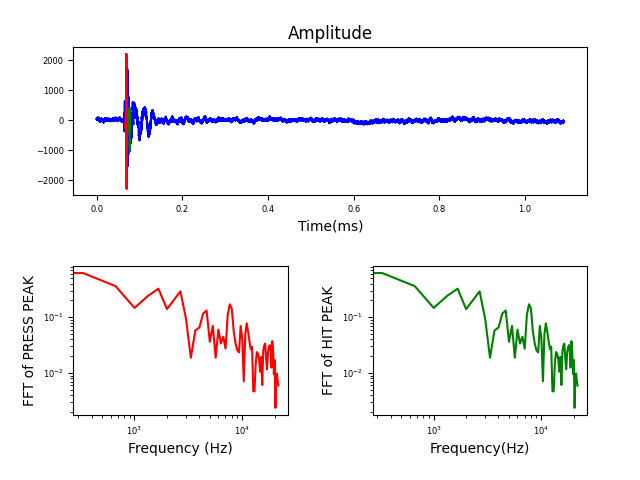 Amplitude
2000
1000
0
−1000
−2000
0.0 0.2 0.4 0.6 0.8 1.0
Time(ms)
FFT of PRESS PEAK
10⁻¹
10⁻²
10³ 10⁴
Frequency (Hz)
FFT of HIT PEAK
10⁻¹
10⁻²
10³ 10⁴
Frequency(Hz)